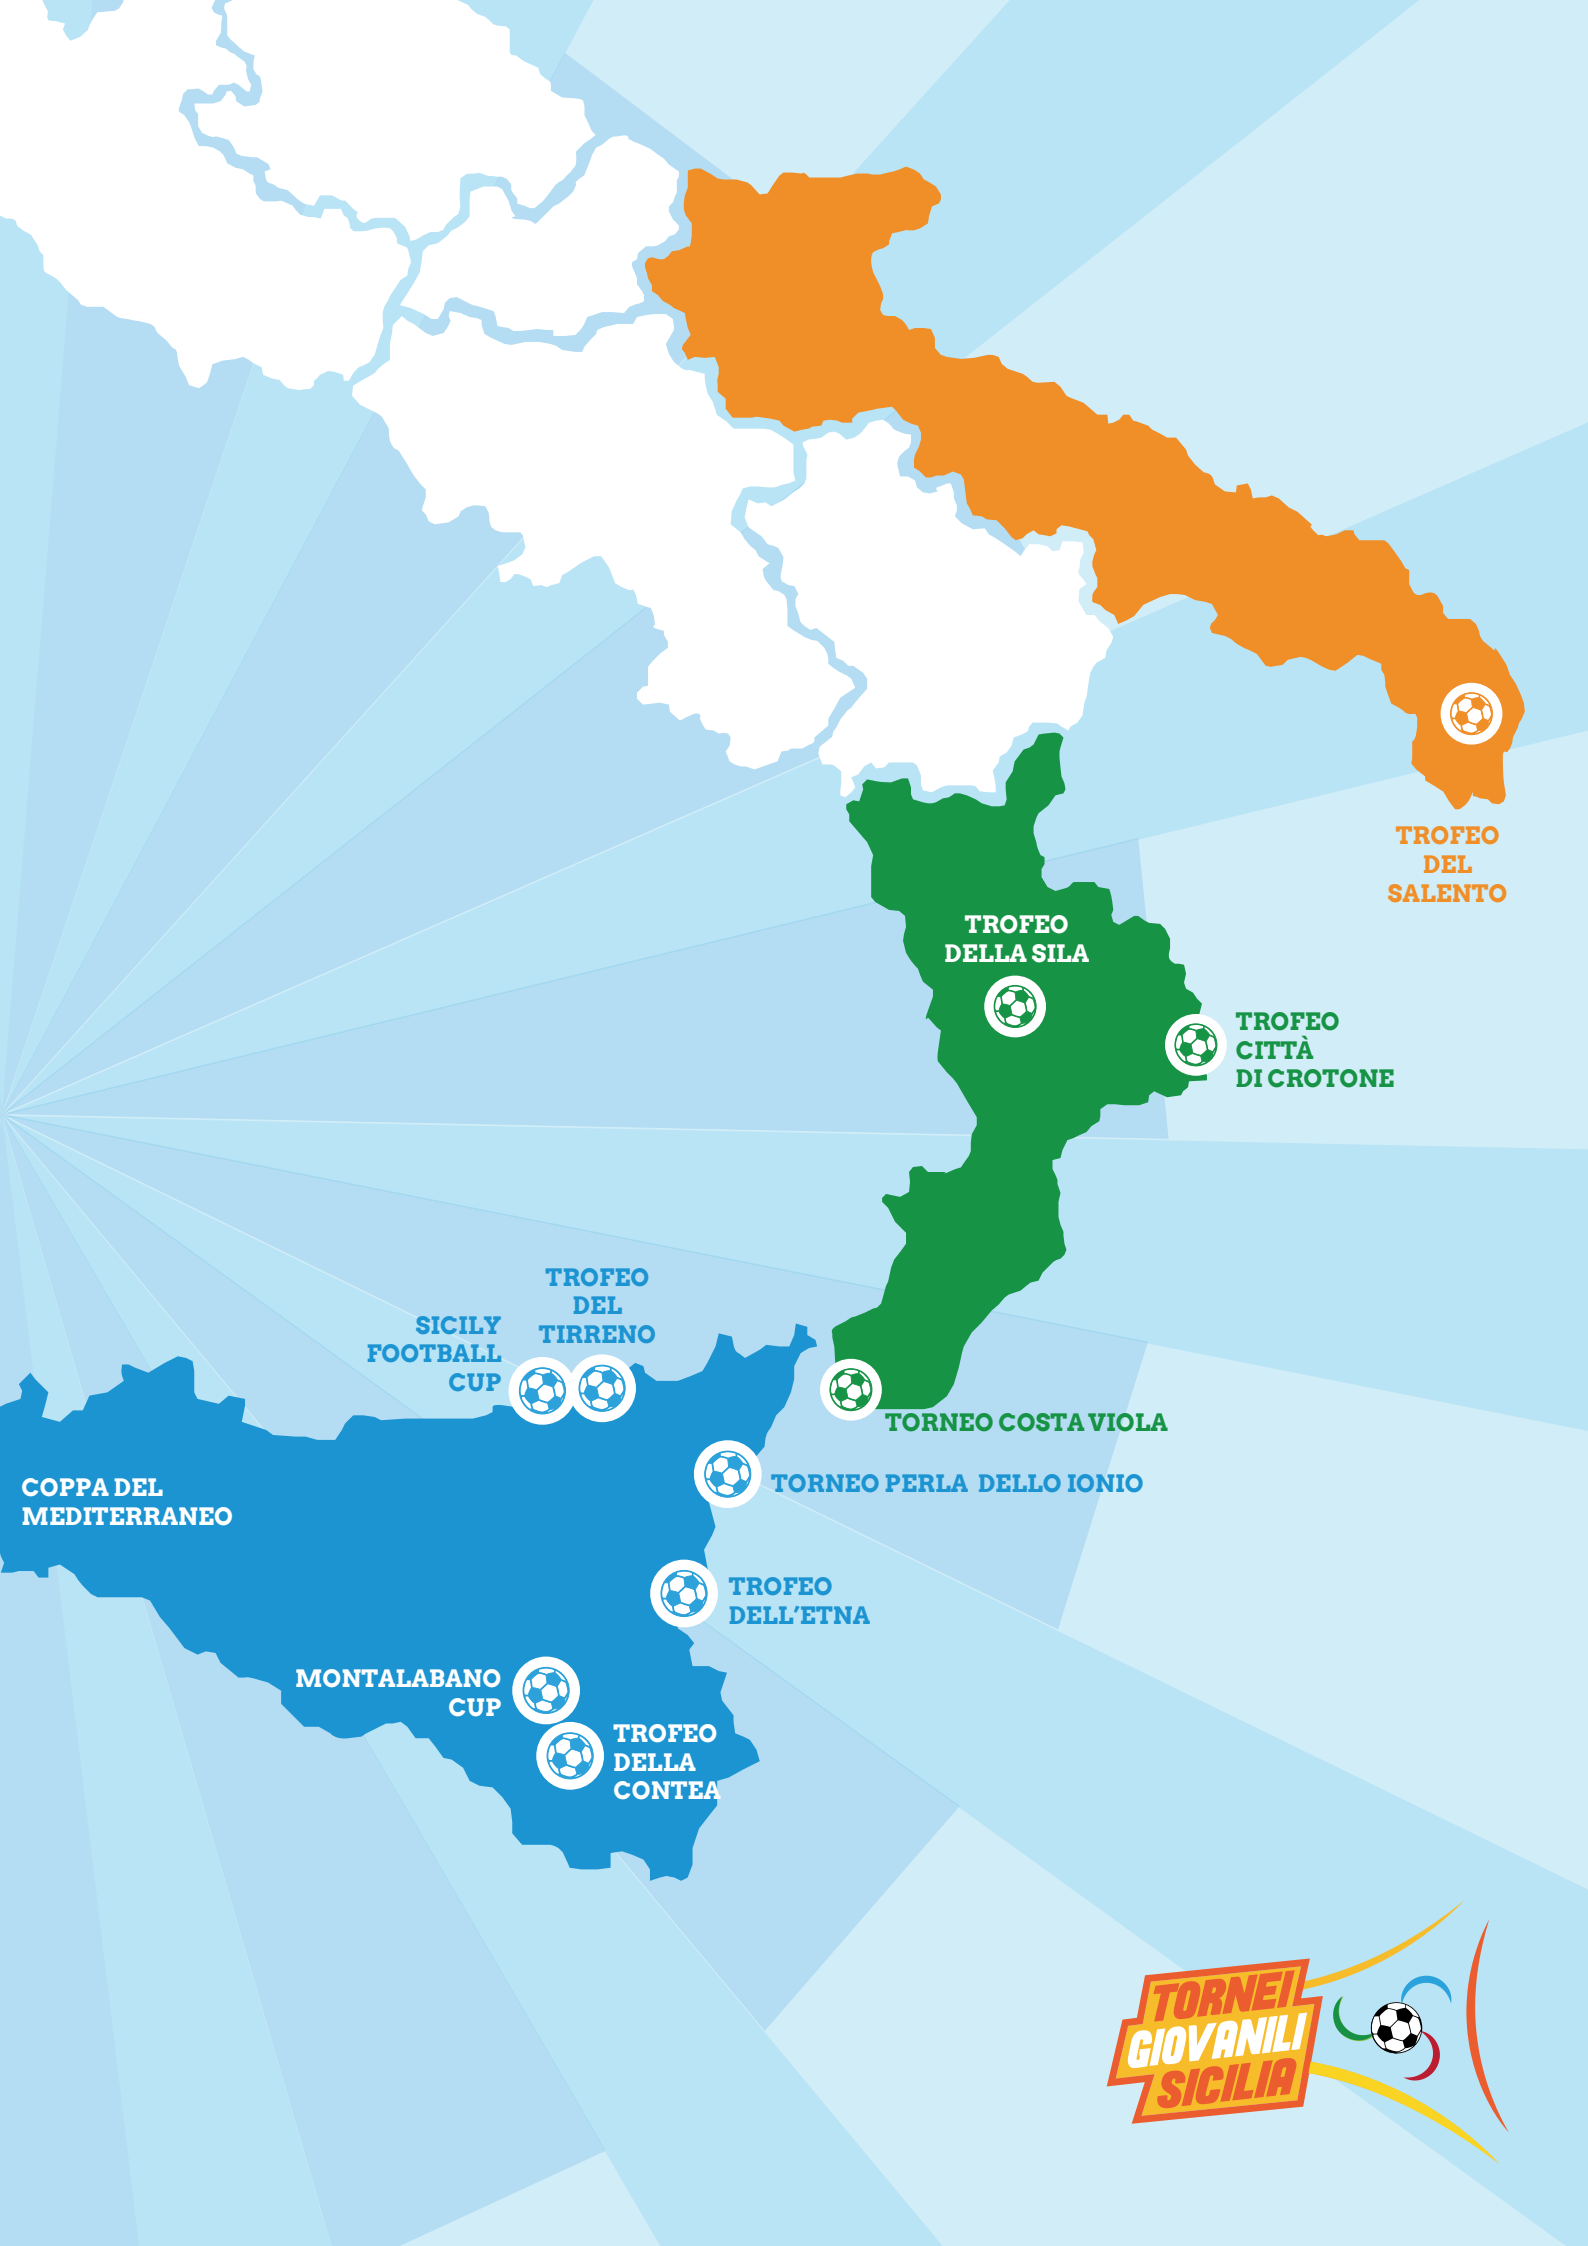 TROFEO
DEL
SALENTO
TROFEO
DELLA SILA
TROFEO
CITTÀ
DI CROTONE
TROFEO
DEL
TIRRENO
SICILY
FOOTBALL
CUP
TORNEO COSTA VIOLA
TORNEO PERLA DELLO IONIO
COPPA DEL
MEDITERRANEO
TROFEO
DELL'ETNA
MONTALABANO
CUP
TROFEO
DELLA
CONTEA
TORNEI
GIOVANILI
SICILIA